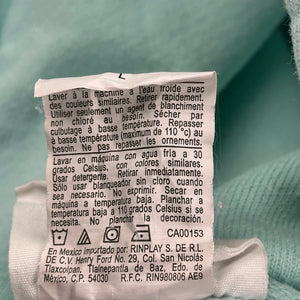 L
Laver à la machine à l'eau froide avec
des couleurs similaires. Retirer rapidement.
Utiliser seulement un agent de blanchiment
non chloré au besoin. Sécher par
culbutage à basse température. Repasser
à basse température (maximum de 110 °c) au
besoin. Ne pas repasser les ornements.
Lavar en máquina con agua fría a 30
grados Celsius, con colores similares.
Usar detergente. Retirar inmediatamente.
Sólo usar blanqueador sin cloro, cuando
sea necesario. No exprimir. Secar en
máquina a temperatura baja. Planchar a
temperatura baja a 110 grados Celsius si se
necesita. No planchar la decoración.
CA00153
En Mexico importado por: RINPLAY S. DE R.L.
DE C.V. Henry Ford No. 29, Col. San Nicolás
Tlaxcolpan, Tlalnepantla de Baz, Edo. de
México, C.P. 54030 R.F.C. RIN980806 AE9